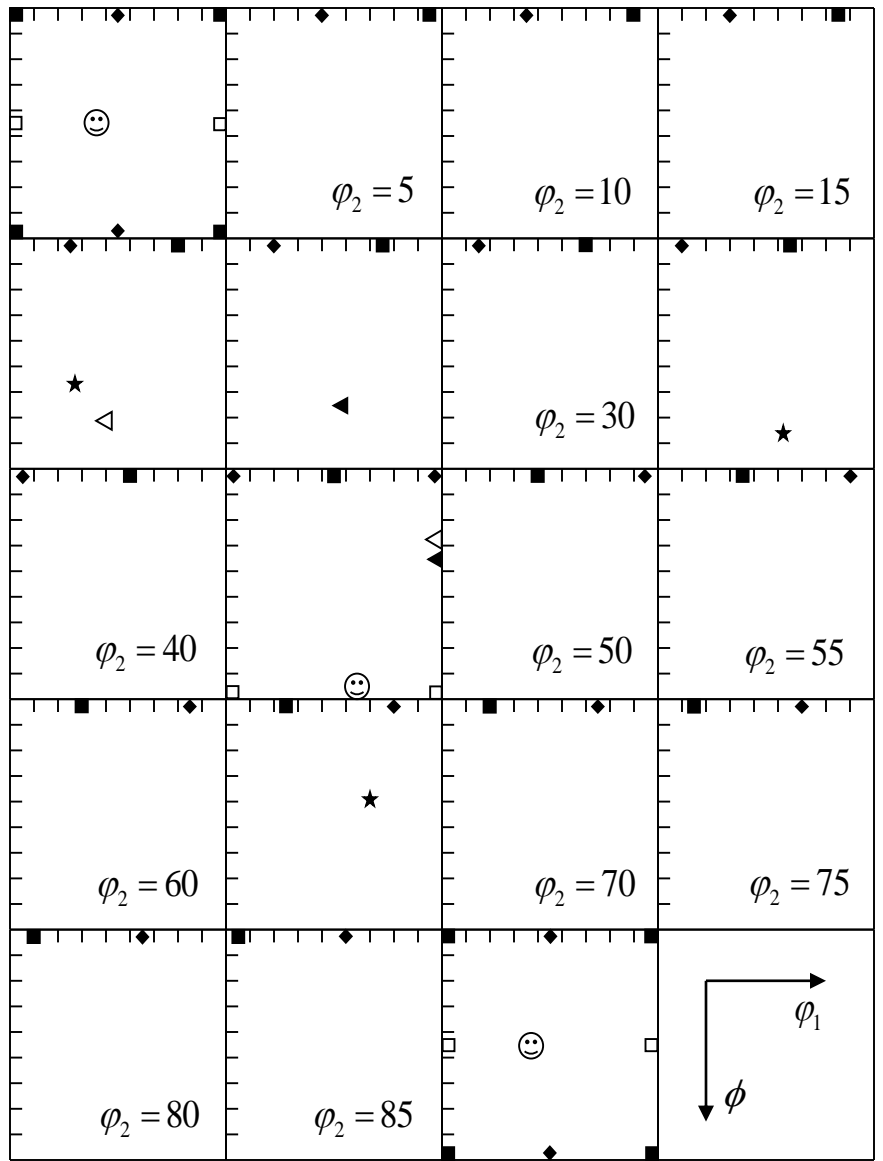 φ₂ = 5
φ₂ = 10
φ₂ = 15
φ₂ = 30
φ₂ = 40
φ₂ = 50
φ₂ = 55
φ₂ = 60
φ₂ = 70
φ₂ = 75
φ₂ = 80
φ₂ = 85
φ₁
ϕ